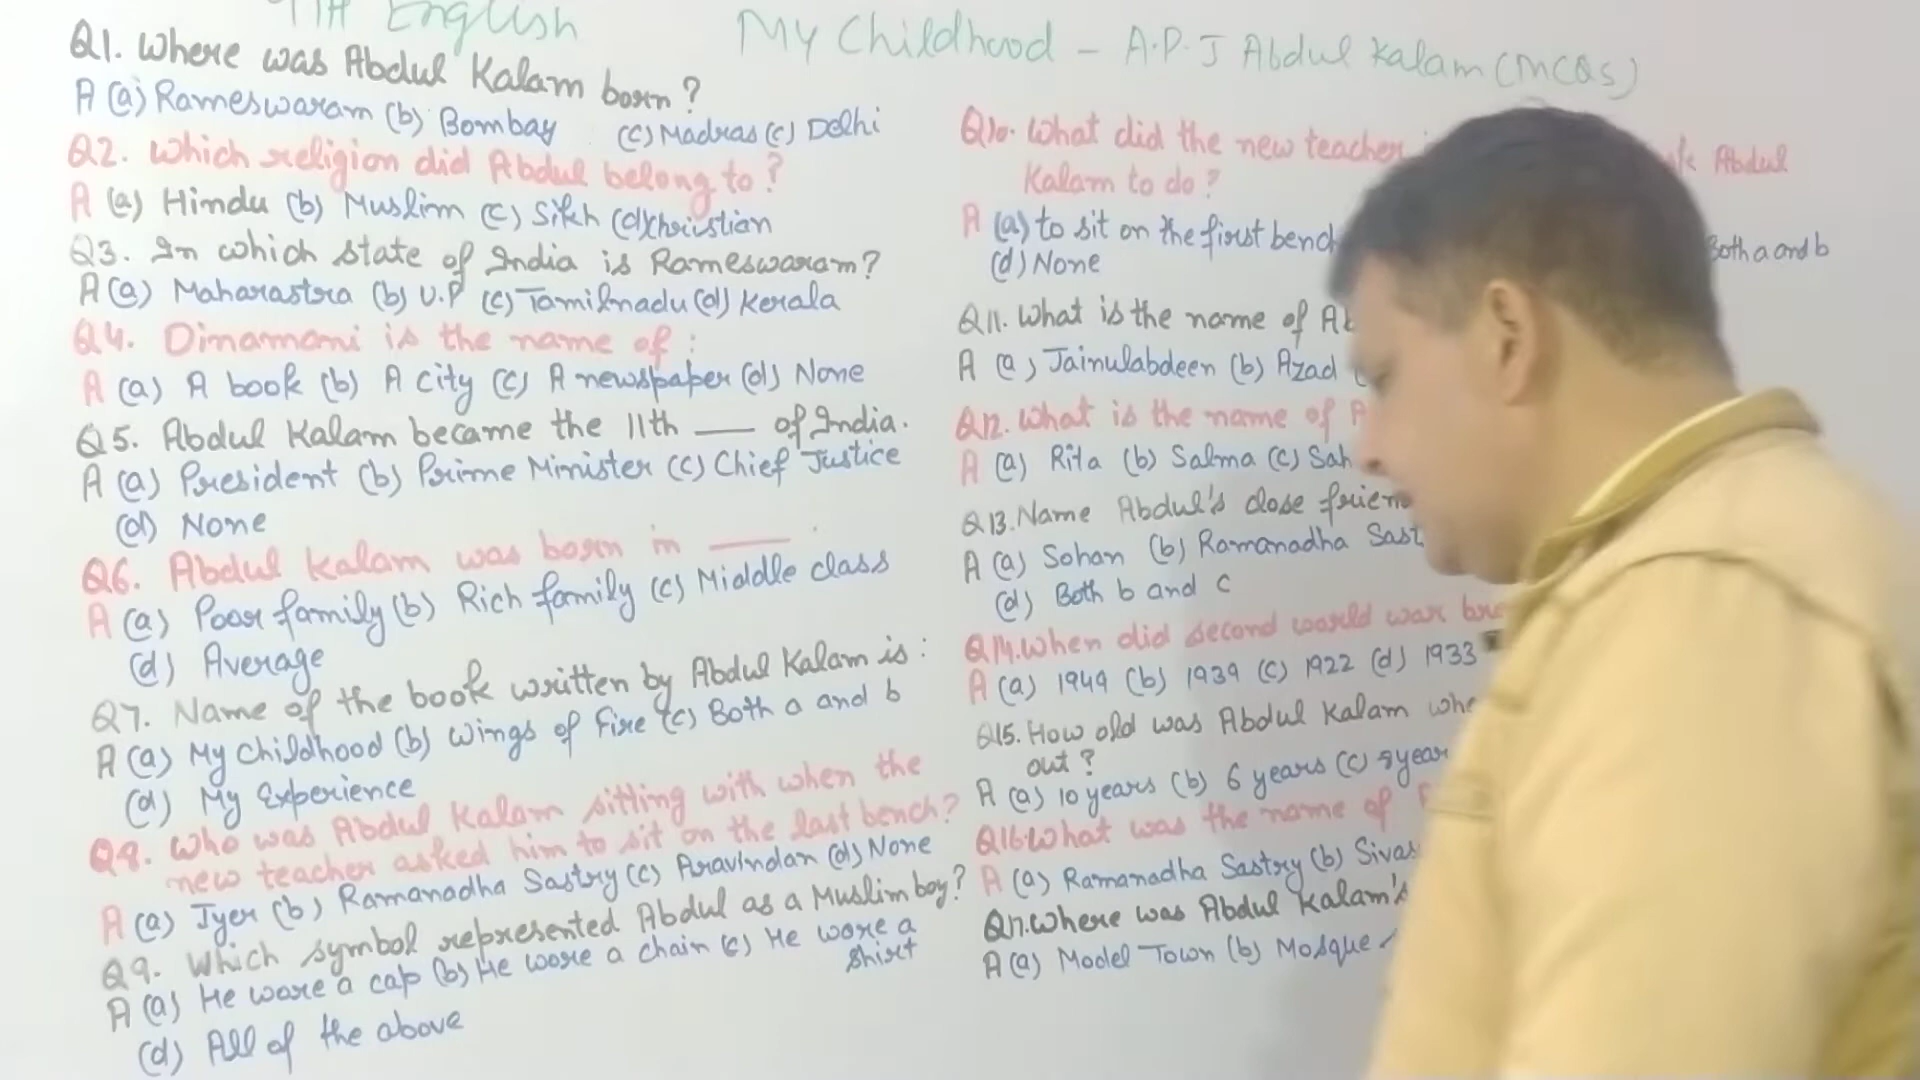 English
My Childhood - A.P.J Abdul Kalam (MCQs)
Q1. Where was Abdul Kalam born?
A (a) Rameswaram (b) Bombay (c) Madras (c) Delhi
Q2. Which religion did Abdul belong to?
A (a) Hindu (b) Muslim (c) Sikh (d) Christian
Q3. In which state of India is Rameswaram?
A (a) Maharastra (b) U.P (c) Tamilnadu (d) Kerala
Q4. Dinamani is the name of:
A (a) A book (b) A city (c) A newspaper (d) None
Q5. Abdul Kalam became the 11th ___ of India.
A (a) President (b) Prime Minister (c) Chief Justice
(d) None
Q6. Abdul Kalam was born in ___.
A (a) Poor family (b) Rich family (c) Middle class
(d) Average
Q7. Name of the book written by Abdul Kalam is:
A (a) My Childhood (b) Wings of Fire (c) Both a and b
(d) My Experience
Q8. Who was Abdul Kalam sitting with when the
new teacher asked him to sit on the last bench?
A (a) Iyer (b) Ramanadha Sastry (c) Aravindan (d) None
Q9. Which symbol represented Abdul as a Muslim boy?
A (a) He wore a cap (b) He wore a chain (c) He wore a
shirt
(d) All of the above
Q10. What did the new teacher Abdul
Kalam to do?
A (a) to sit on the first bench Both a and b
(d) None
Q11. What is the name of
A (a) Jainulabdeen (b) Azad
Q12. What is the name of
A (a) Rita (b) Salma (c)
Q13. Name Abdul's close
A (a) Sohan (b) Ramanadha
(d) Both b and c
Q14. When did second world war
A (a) 1949 (b) 1939 (c) 1922 (d) 1933
Q15. How old was Abdul Kalam
out?
A (a) 10 years (b) 6 years (c)
Q16. What was the name of
A (a) Ramanadha Sastry (b)
Q17. Where was Abdul Kalam's
A (a) Model Town (b) Mosque